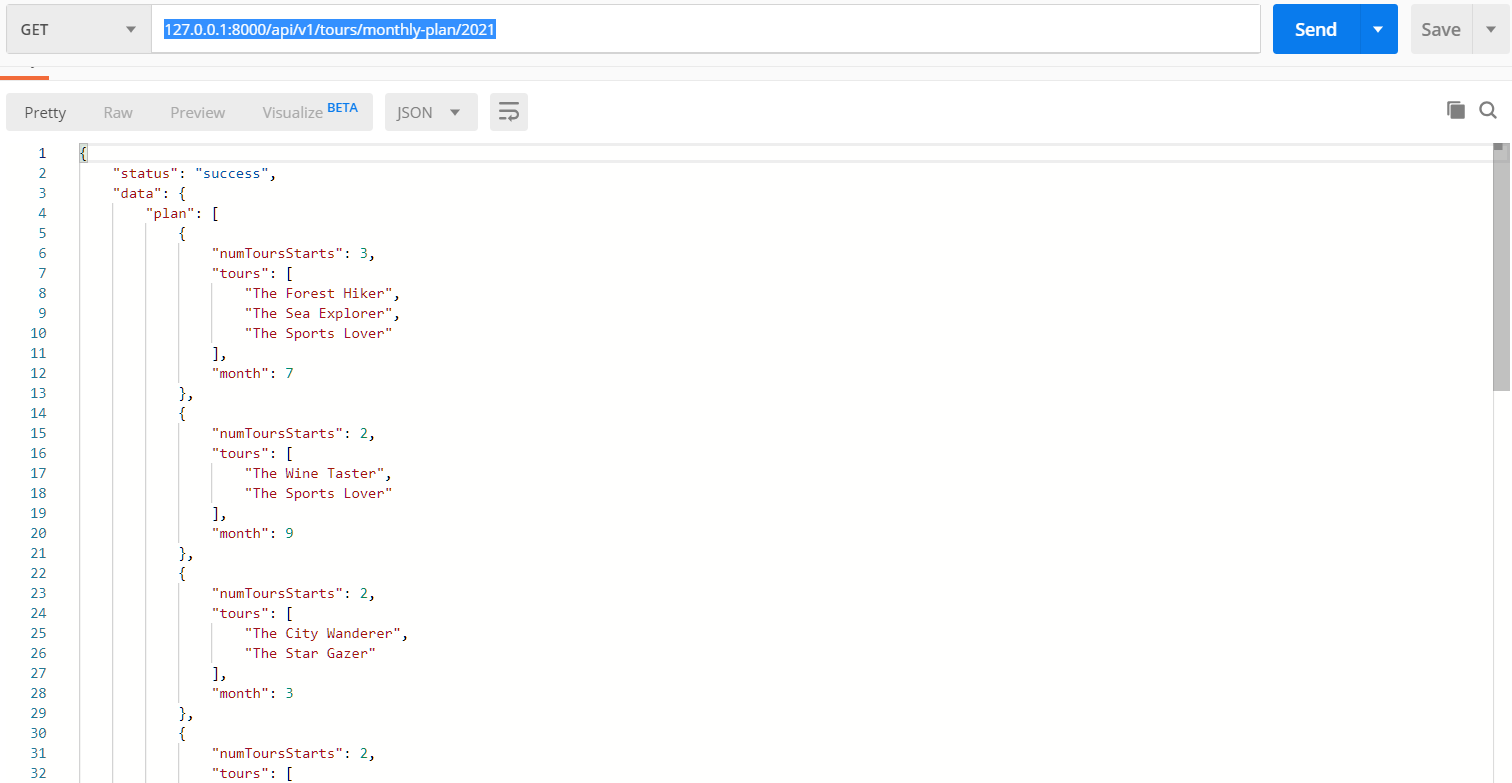 GET 127.0.0.1:8000/api/v1/tours/monthly-plan/2021 Send Save
Pretty Raw Preview Visualize BETA JSON
1 {
2 "status": "success",
3 "data": {
4 "plan": [
5 {
6 "numToursStarts": 3,
7 "tours": [
8 "The Forest Hiker",
9 "The Sea Explorer",
10 "The Sports Lover"
11 ],
12 "month": 7
13 },
14 {
15 "numToursStarts": 2,
16 "tours": [
17 "The Wine Taster",
18 "The Sports Lover"
19 ],
20 "month": 9
21 },
22 {
23 "numToursStarts": 2,
24 "tours": [
25 "The City Wanderer",
26 "The Star Gazer"
27 ],
28 "month": 3
29 },
30 {
31 "numToursStarts": 2,
32 "tours": [